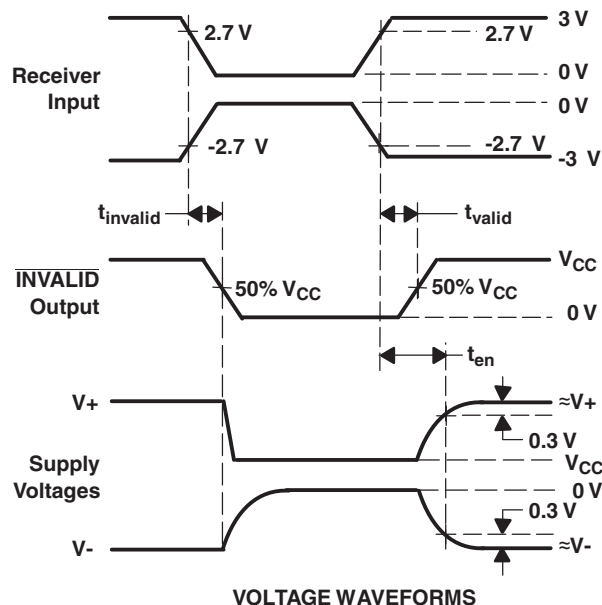 3 V
2.7 V
2.7 V
Receiver
Input
0 V
0 V
-2.7 V
-2.7 V
-3 V
tinvalid
tvalid
INVALID
Output
VCC
50% VCC
50% VCC
0 V
ten
V+
≈V+
0.3 V
Supply
Voltages
VCC
0 V
0.3 V
V-
≈V-
VOLTAGE WAVEFORMS